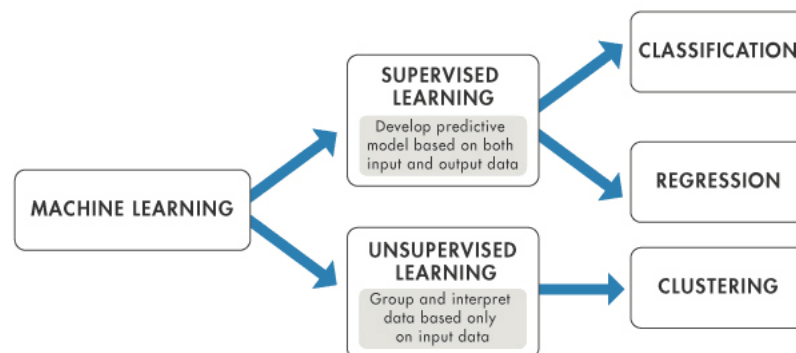 MACHINE LEARNING
SUPERVISED
LEARNING
Develop predictive
model based on both
input and output data
UNSUPERVISED
LEARNING
Group and interpret
data based only
on input data
CLASSIFICATION
REGRESSION
CLUSTERING